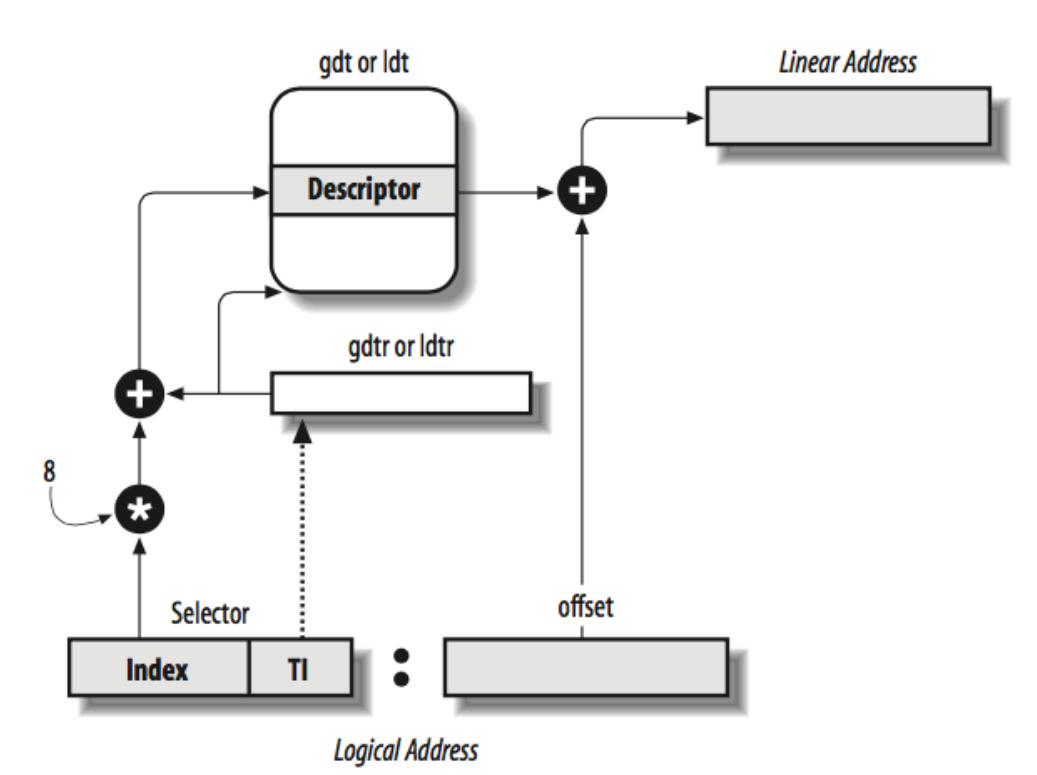 gdt or ldt
Linear Address
Descriptor
+
gdtr or ldtr
+
8
*
Selector
offset
Index
TI
:
Logical Address